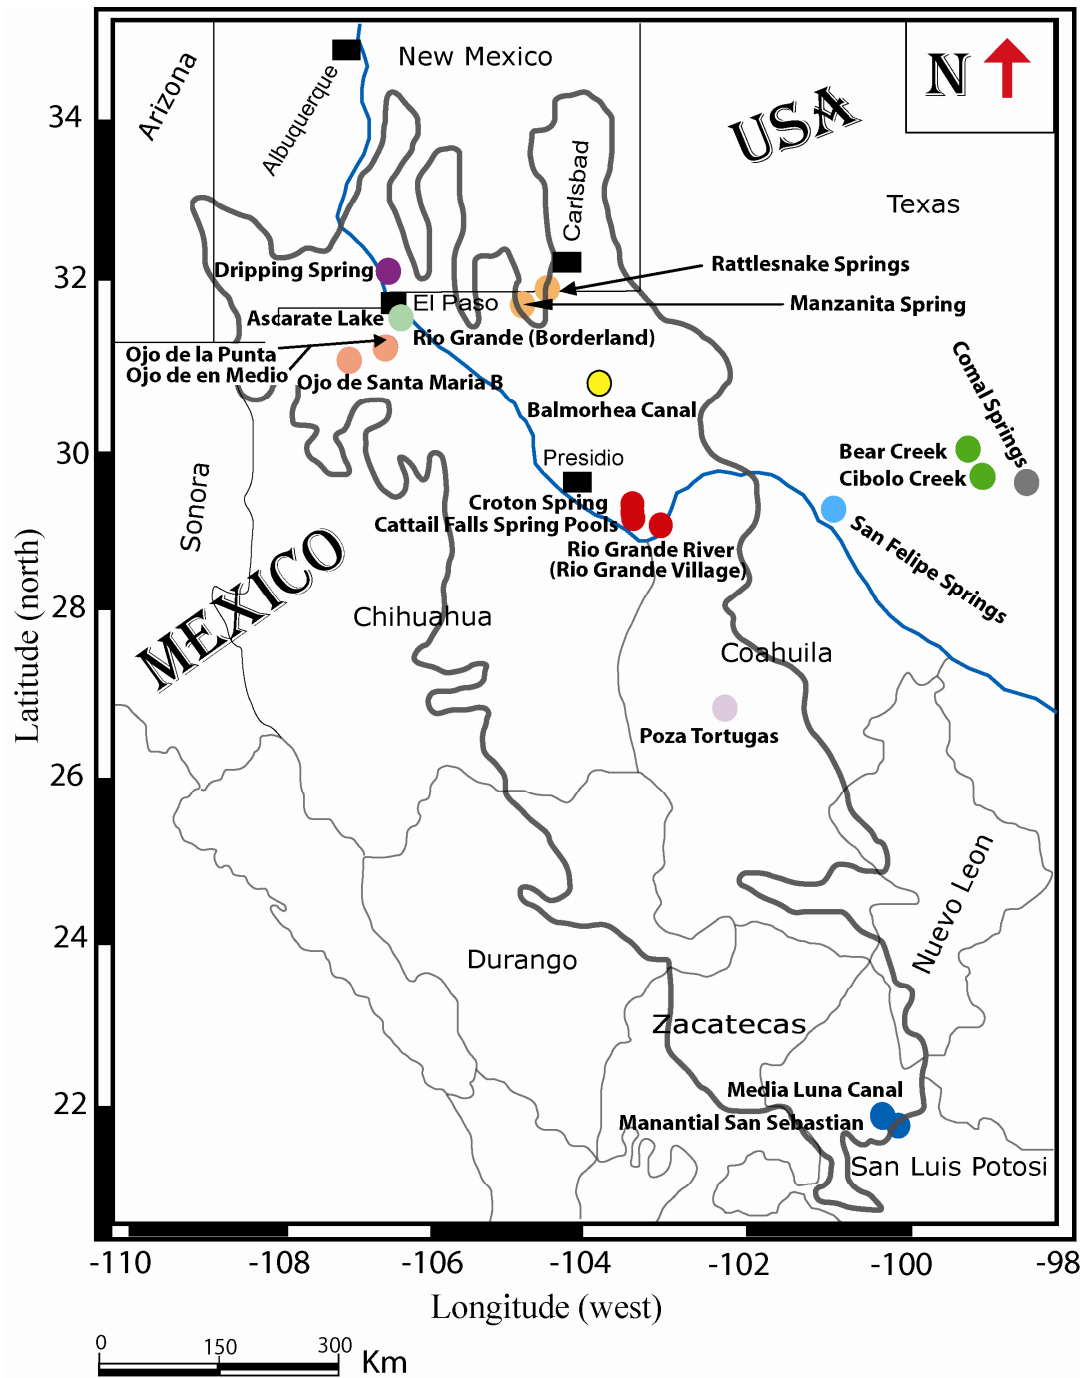 New Mexico
N
USA
Arizona
Albuquerque
34
Carlsbad
Texas
Dripping Spring
Rattlesnake Springs
32
El Paso
Manzanita Spring
Ascarate Lake
Rio Grande (Borderland)
Ojo de la Punta
Ojo de en Medio
Ojo de Santa Maria B
Balmorhea Canal
Comal Springs
30
Bear Creek
Presidio
Cibolo Creek
Sonora
Croton Spring
Cattail Falls Spring Pools
San Felipe Springs
Rio Grande River
(Rio Grande Village)
MEXICO
28
Chihuahua
Coahuila
Latitude (north)
Poza Tortugas
26
Nuevo Leon
24
Durango
Zacatecas
22
Media Luna Canal
Manantial San Sebastian
San Luis Potosi
-110 -108 -106 -104 -102 -100 -98
Longitude (west)
0 150 300
Km